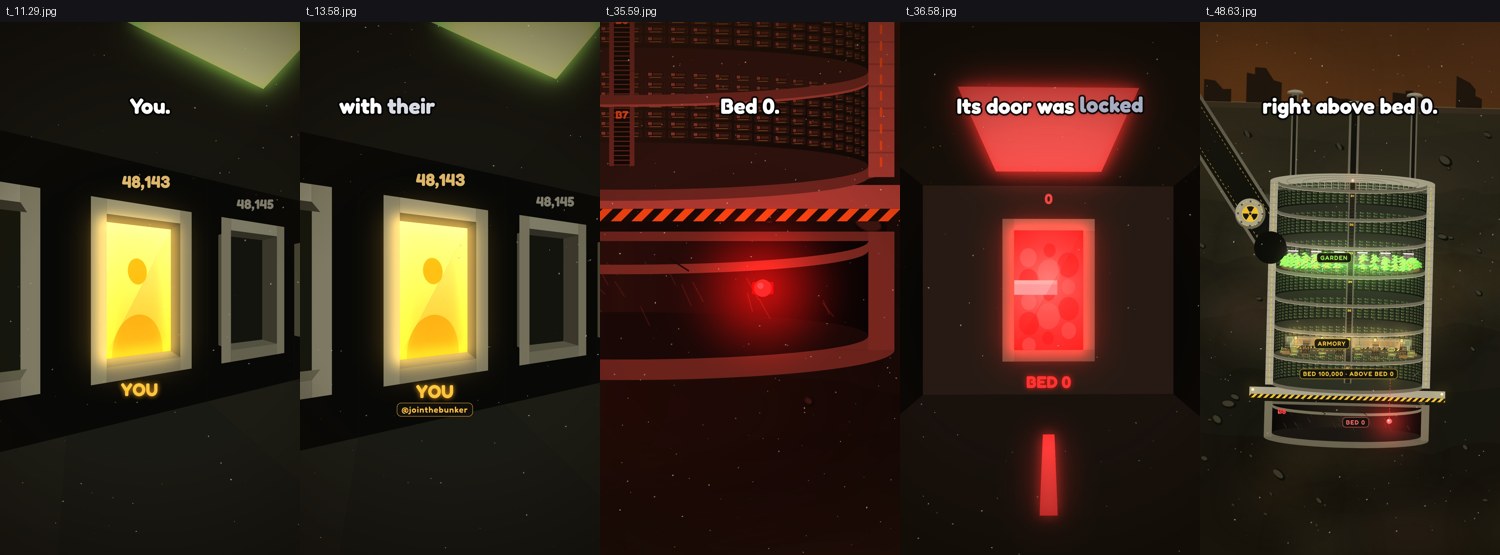 t_11.29.jpg
You.
48,143
48,145
YOU
t_13.58.jpg
with their
48,143
48,145
YOU
@jointhebunker
t_35.59.jpg
Bed 0.
B7
t_36.58.jpg
Its door was locked
0
BED 0
t_48.63.jpg
right above bed 0.
GARDEN
ARMORY
BED 100,000 - ABOVE BED 0
BED 0